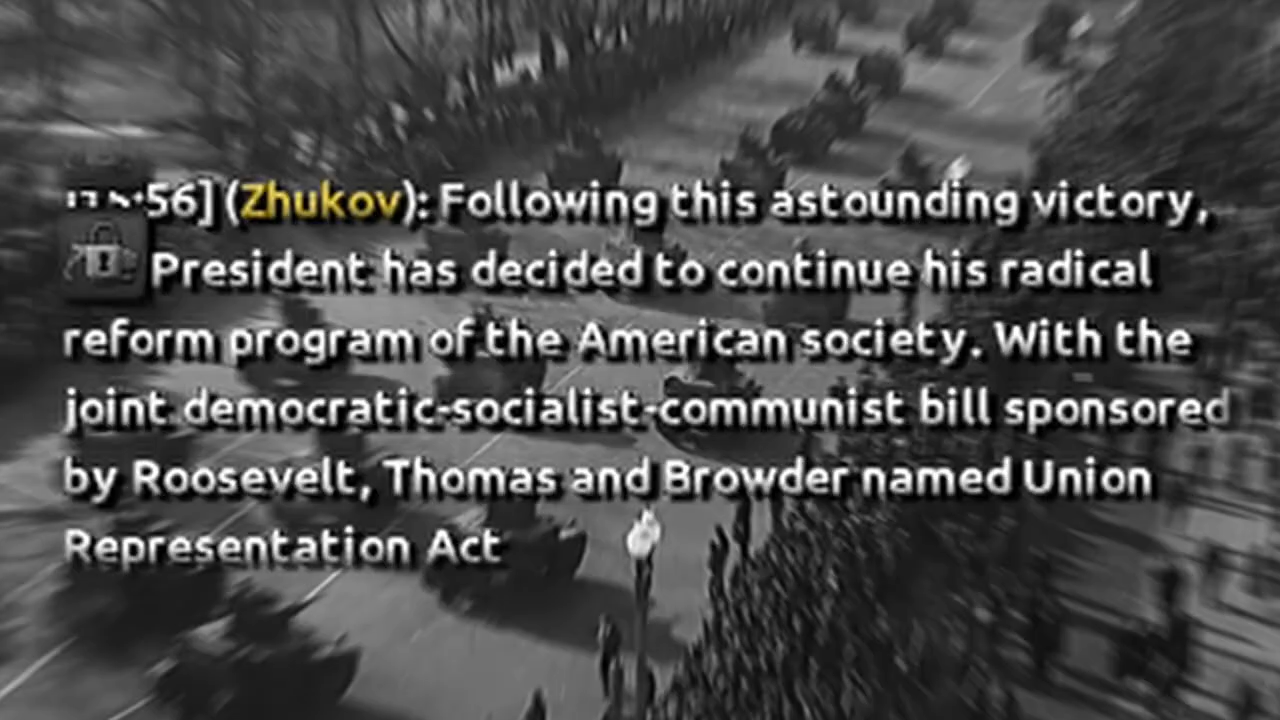 56] (Zhukov): Following this astounding victory,
President has decided to continue his radical
reform program of the American society. With the
joint democratic-socialist-communist bill sponsored
by Roosevelt, Thomas and Browder named Union
Representation Act